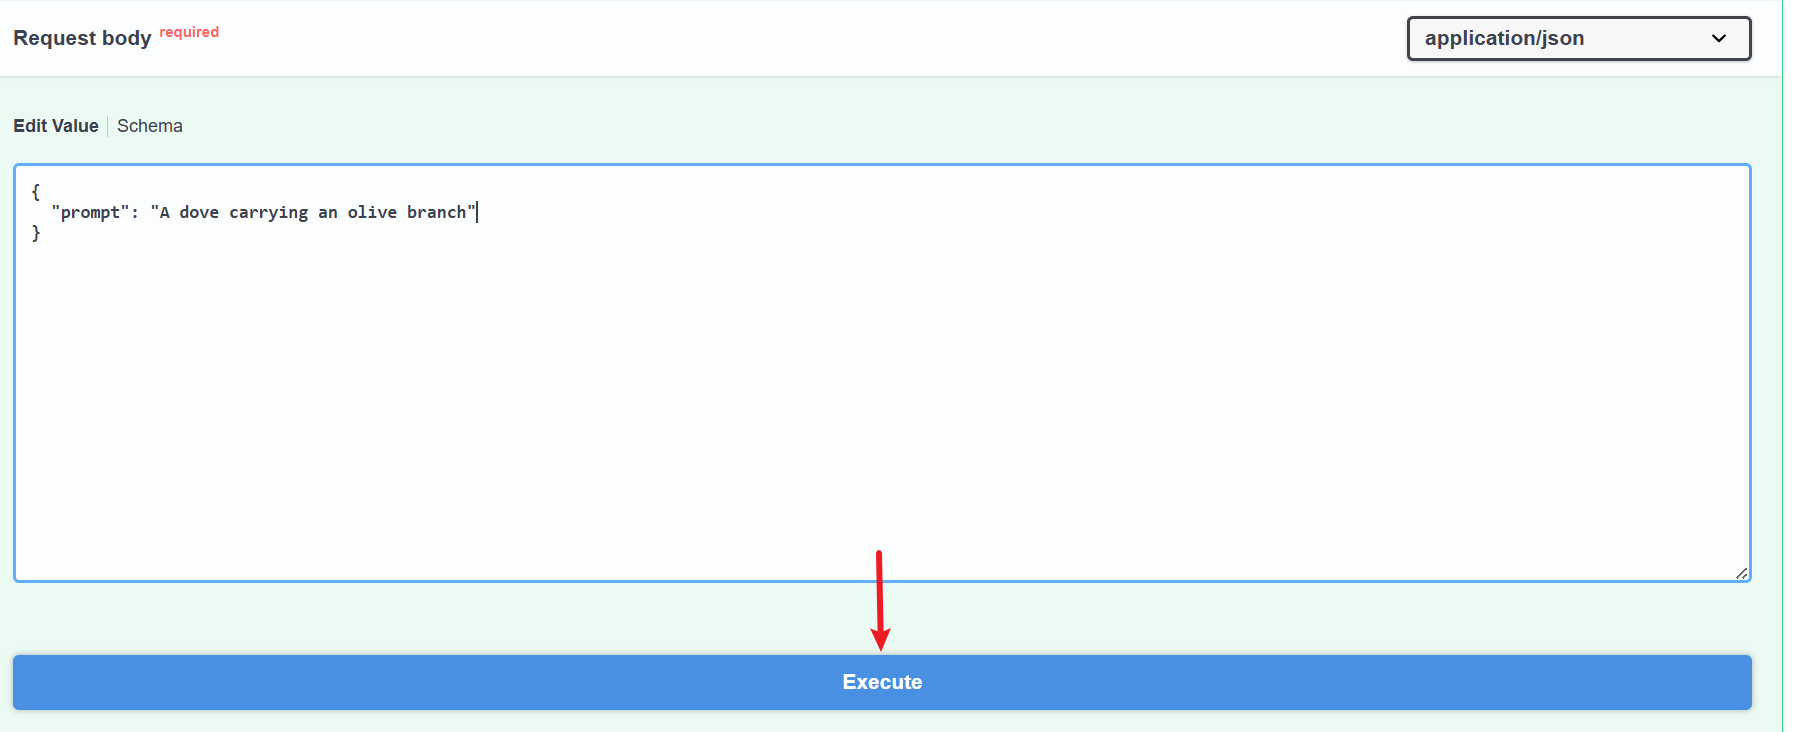 Request body required
application/json
Edit Value
Schema
{
  "prompt": "A dove carrying an olive branch"
}
Execute